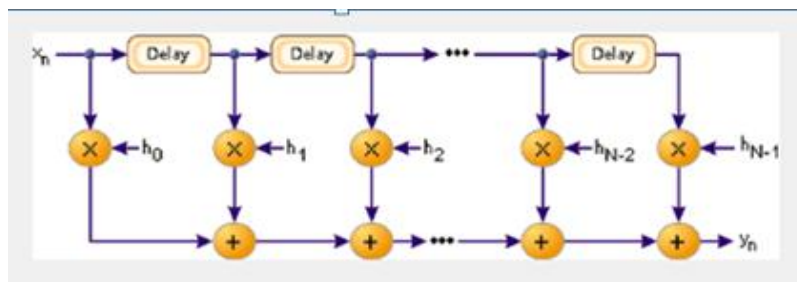 xn Delay Delay ... Delay
× h0 × h1 × h2 × hN-2 × hN-1
+ + ... + + yn